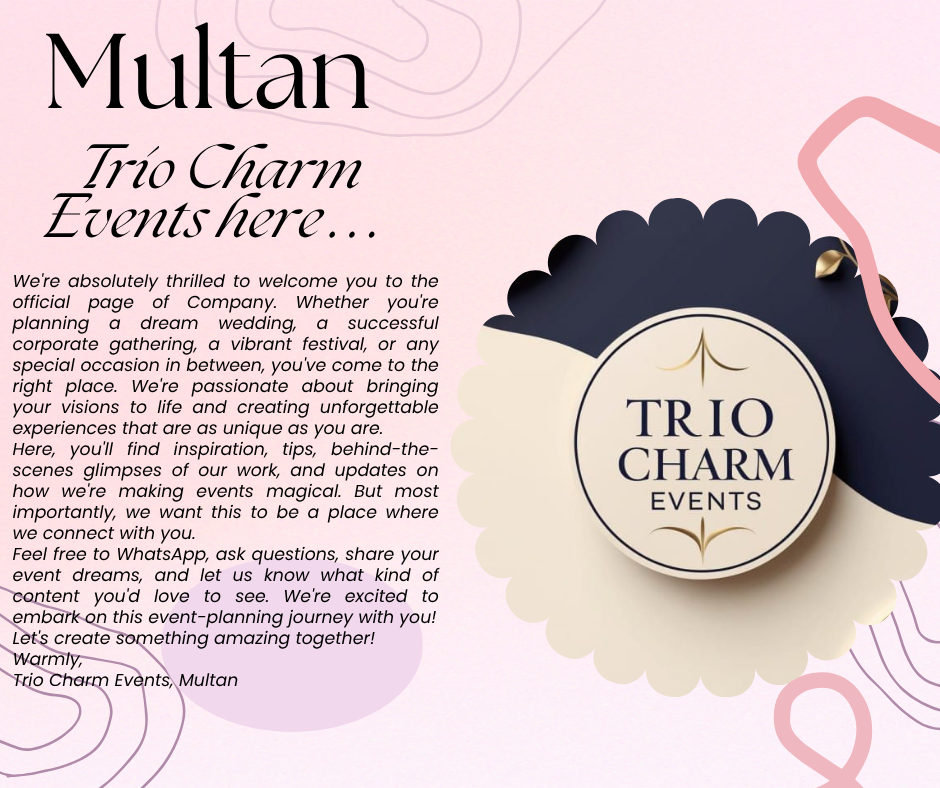 Multan
Trio Charm
Events here...
We're absolutely thrilled to welcome you to the
official page of Company. Whether you're
planning a dream wedding, a successful
corporate gathering, a vibrant festival, or any
special occasion in between, you've come to the
right place. We're passionate about bringing
your visions to life and creating unforgettable
experiences that are as unique as you are.
Here, you'll find inspiration, tips, behind-the-
scenes glimpses of our work, and updates on
how we're making events magical. But most
importantly, we want this to be a place where
we connect with you.
Feel free to WhatsApp, ask questions, share your
event dreams, and let us know what kind of
content you'd love to see. We're excited to
embark on this event-planning journey with you!
Let's create something amazing together!
Warmly,
Trio Charm Events, Multan
TRIO
CHARM
EVENTS